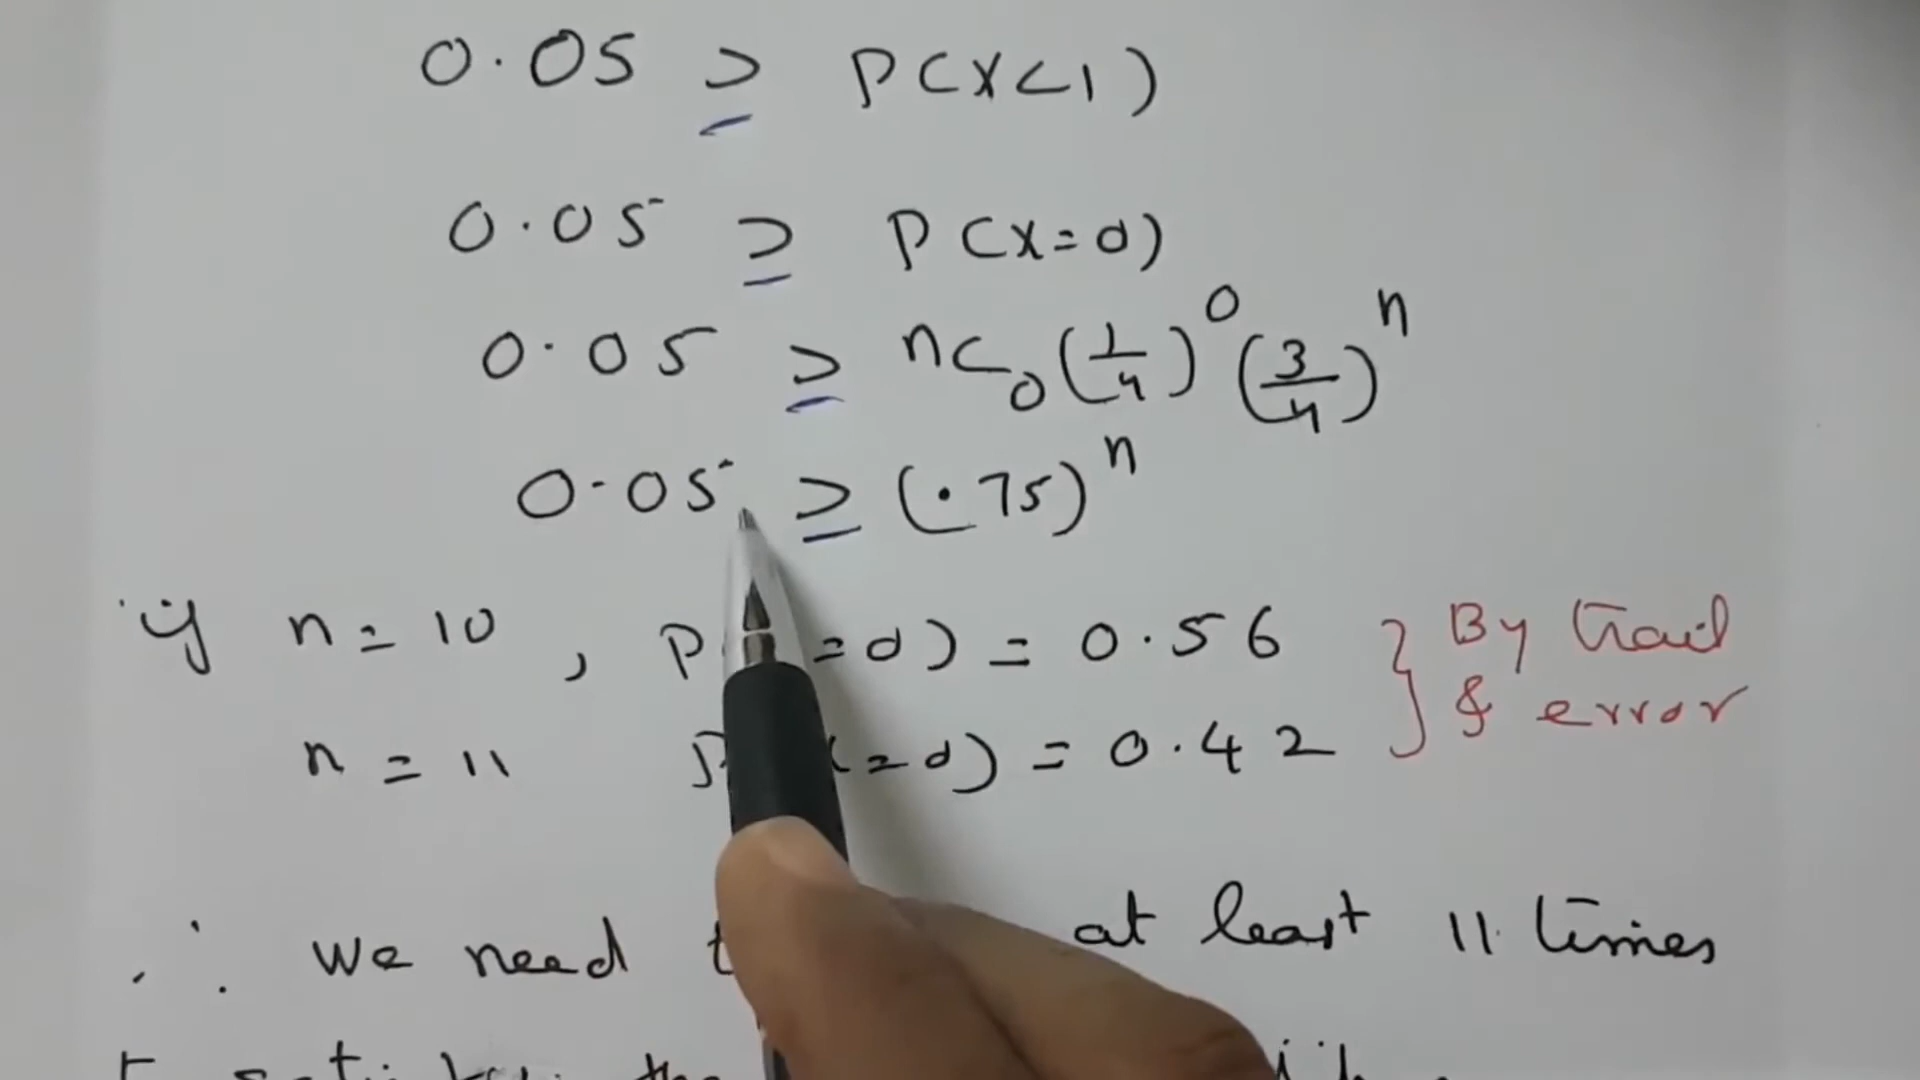 0.05 ≥ P(X<1)
0.05 ≥ P(X=0)
0.05 ≥ nC₀(1/4)⁰(3/4)ⁿ
0.05 ≥ (.75)ⁿ
if n = 10, P( =0) = 0.56
n = 11 P(X=0) = 0.42
By trail
& error
∴ we need at least 11 times